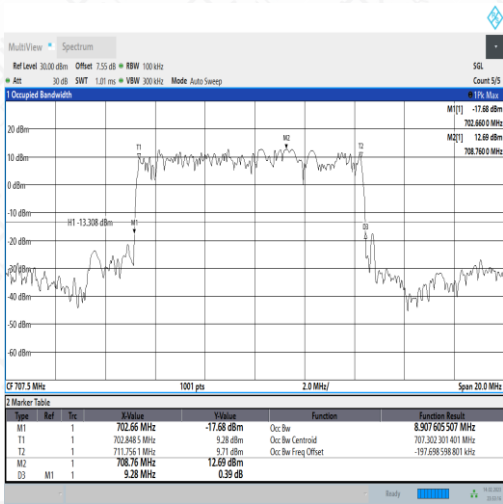 MultiView Spectrum
Ref Level 30.00 dBm Offset 7.55 dB RBW 100 kHz SGL
Att 30 dB SWT 1.01 ms VBW 300 kHz Mode Auto Sweep Count 5/5
1 Occupied Bandwidth 1Pk Max
M1[1] -17.68 dBm
702.660 0 MHz
M2[1] 12.69 dBm
708.760 0 MHz
20 dBm
T1 M2 T2
10 dBm
0 dBm
-10 dBm
H1 -13.308 dBm M1 D3
-20 dBm
-30 dBm
-40 dBm
-50 dBm
-60 dBm
CF 707.5 MHz 1001 pts 2.0 MHz/ Span 20.0 MHz
2 Marker Table
Type Ref Trc X-Value Y-Value Function Function Result
M1 1 702.66 MHz -17.68 dBm Occ Bw 8.907 605 507 MHz
T1 1 702.848 5 MHz 9.28 dBm Occ Bw Centroid 707.302 301 401 MHz
T2 1 711.756 1 MHz 9.71 dBm Occ Bw Freq Offset -197.698 598 801 kHz
M2 1 708.76 MHz 12.69 dBm
D3 M1 1 9.28 MHz 0.39 dB
Ready